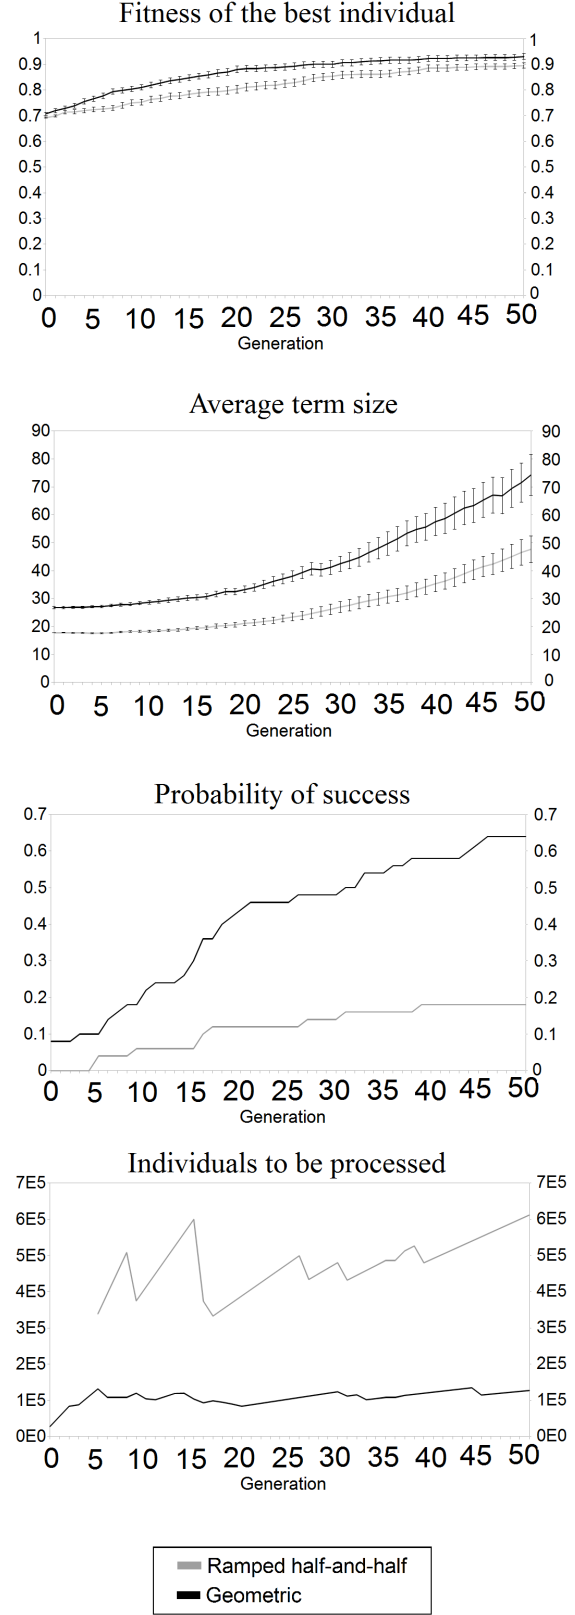 Fitness of the best individual
1 1
0.9 0.9
0.8 0.8
0.7 0.7
0.6 0.6
0.5 0.5
0.4 0.4
0.3 0.3
0.2 0.2
0.1 0.1
0 0
0 5 10 15 20 25 30 35 40 45 50
Generation
Average term size
90 90
80 80
70 70
60 60
50 50
40 40
30 30
20 20
10 10
0 0
0 5 10 15 20 25 30 35 40 45 50
Generation
Probability of success
0.7 0.7
0.6 0.6
0.5 0.5
0.4 0.4
0.3 0.3
0.2 0.2
0.1 0.1
0 0
0 5 10 15 20 25 30 35 40 45 50
Generation
Individuals to be processed
7E5 7E5
6E5 6E5
5E5 5E5
4E5 4E5
3E5 3E5
2E5 2E5
1E5 1E5
0E0 0E0
0 5 10 15 20 25 30 35 40 45 50
Generation
Ramped half-and-half
Geometric